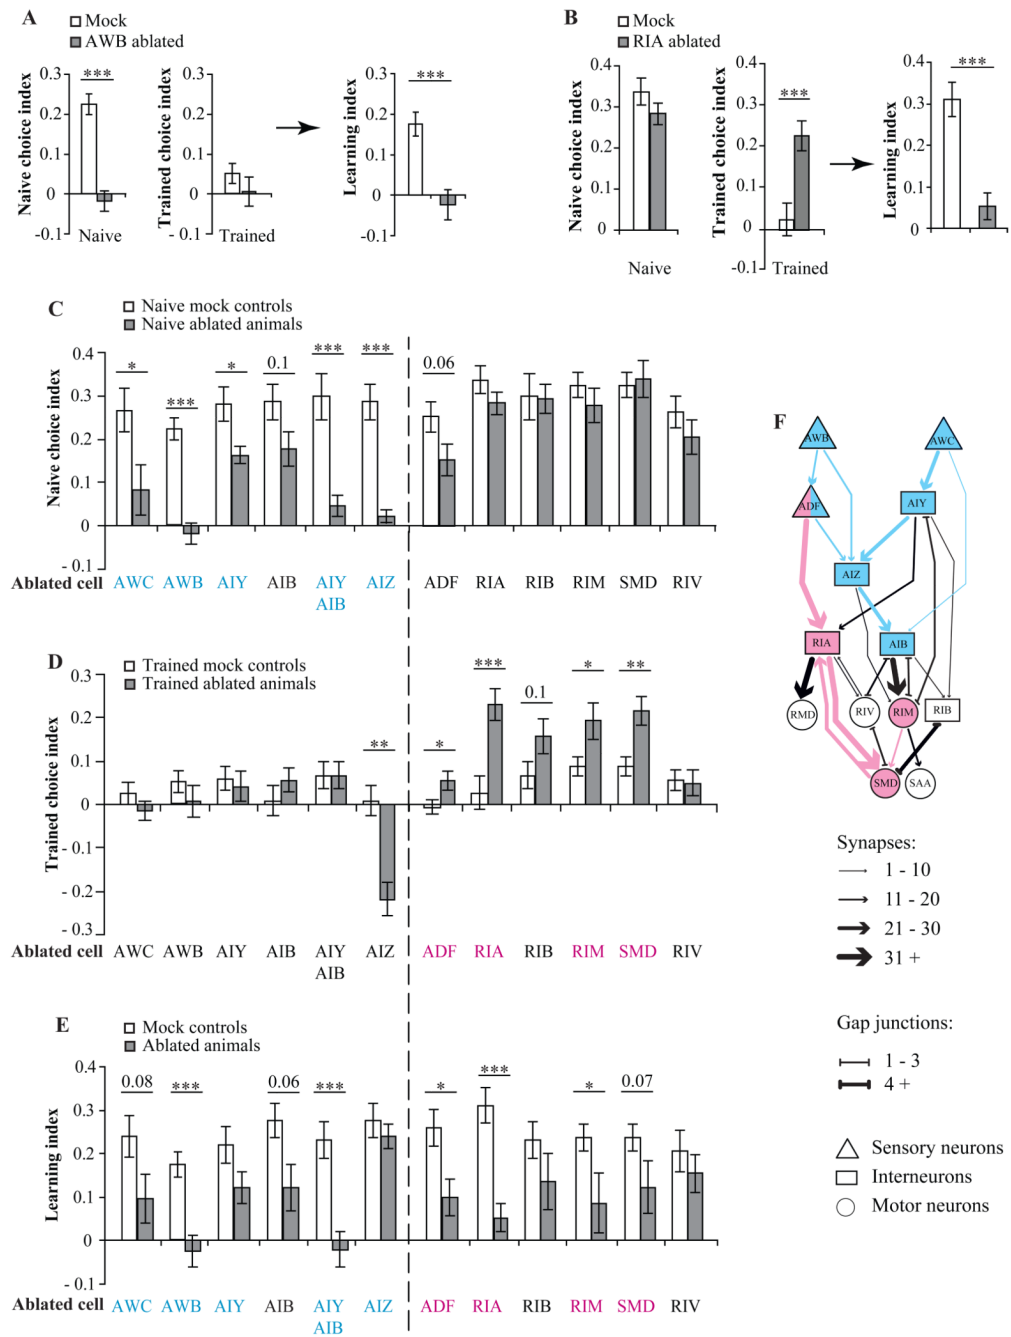 A
Mock
AWB ablated
Naive choice index
0.3
0.2
0.1
0
-0.1
***
Naive
Trained choice index
0.3
0.2
0.1
0
- 0.1
Trained
Learning index
0.3
0.2
0.1
0
-0.1
***
B
Mock
RIA ablated
Naive choice index
0.4
0.3
0.2
0.1
0
Naive
Trained choice index
0.4
0.3
0.2
0.1
0
-0.1
***
Trained
Learning index
0.4
0.3
0.2
0.1
0
***
C
Naive mock controls
Naive ablated animals
Naive choice index
0.4
0.3
0.2
0.1
0
- 0.1
* *** * 0.1 *** *** 0.06
Ablated cell AWC AWB AIY AIB AIY AIZ ADF RIA RIB RIM SMD RIV
AIB
D
Trained mock controls
Trained ablated animals
Trained choice index
0.3
0.2
0.1
0
- 0.1
- 0.2
- 0.3
** * *** 0.1 * **
Ablated cell AWC AWB AIY AIB AIY AIZ ADF RIA RIB RIM SMD RIV
AIB
E
Mock controls
Ablated animals
Learning index
0.4
0.3
0.2
0.1
0
- 0.1
0.08 *** 0.06 *** * *** * 0.07
Ablated cell AWC AWB AIY AIB AIY AIZ ADF RIA RIB RIM SMD RIV
AIB
F
AWB AWC
ADF AIY
AIZ
RIA AIB
RMD RIV RIM RIB
SMD SAA
Synapses:
1 - 10
11 - 20
21 - 30
31 +
Gap junctions:
1 - 3
4 +
Sensory neurons
Interneurons
Motor neurons